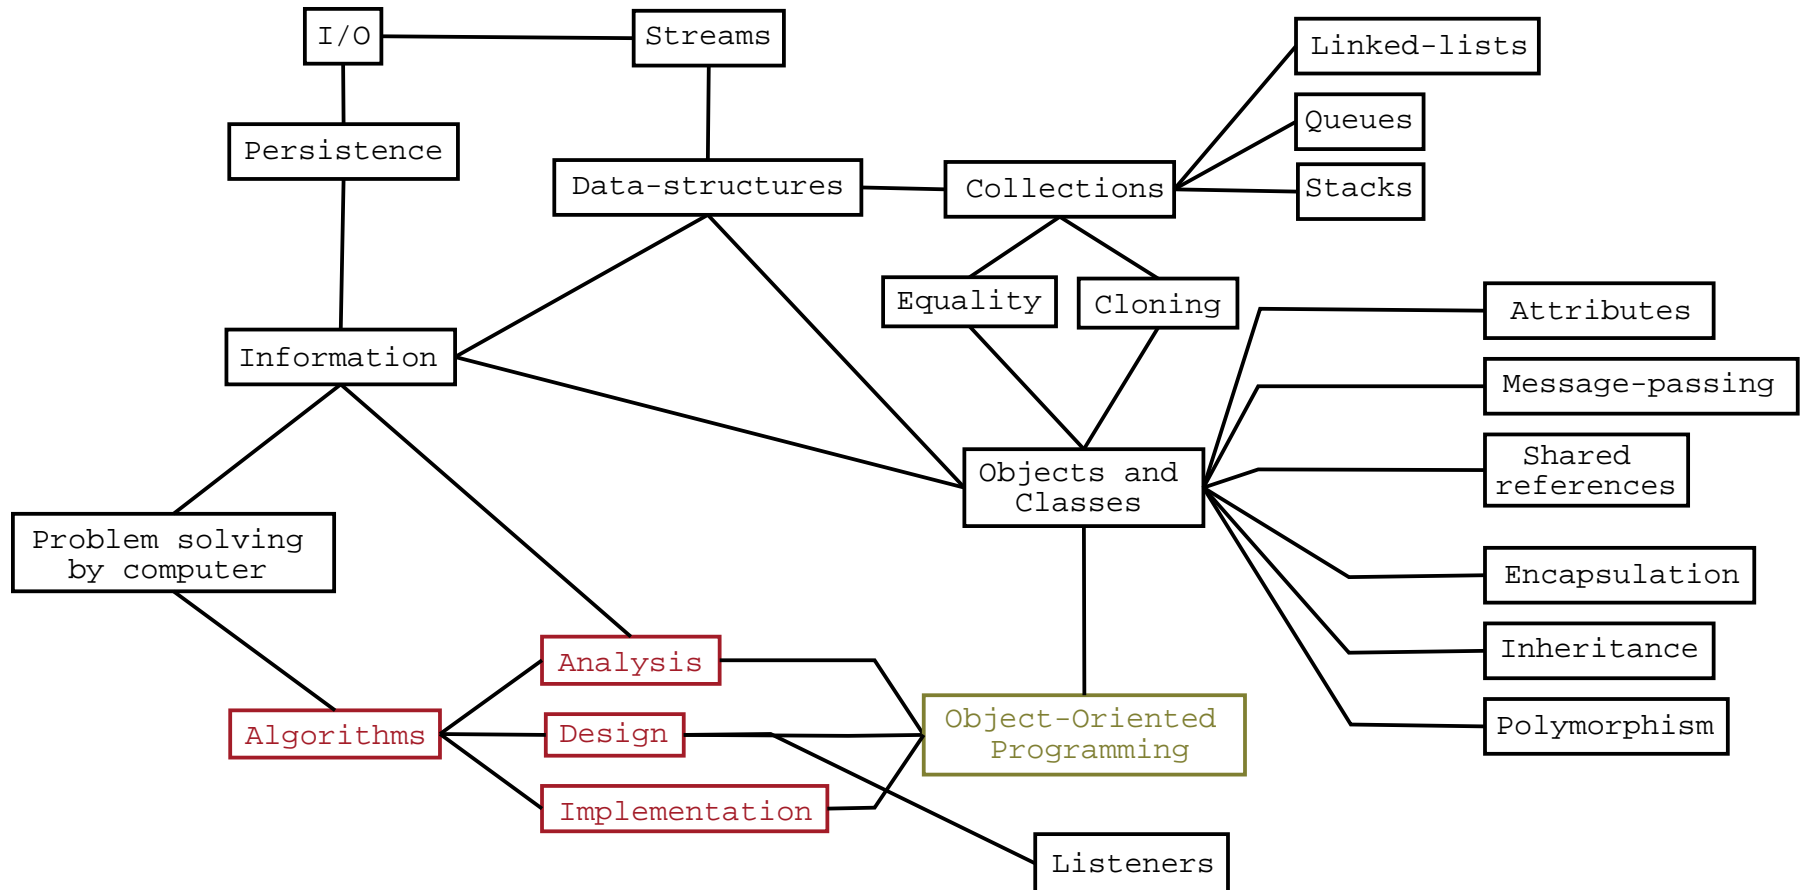 I/O
Streams
Linked-lists
Queues
Persistence
Data-structures
Collections
Stacks
Equality
Cloning
Attributes
Information
Message-passing
Objects and
Classes
Shared
references
Problem solving
by computer
Encapsulation
Analysis
Inheritance
Algorithms
Design
Object-Oriented
Programming
Polymorphism
Implementation
Listeners